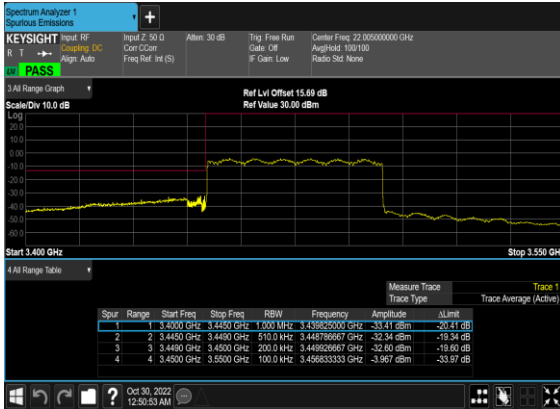 Spectrum Analyzer 1
Spurious Emissions
KEYSIGHT Input: RF Input Z: 50 Ω Atten: 30 dB Trig: Free Run Center Freq: 22.005000000 GHz
R T Coupling: DC Corr CCorr Gate: Off Avg|Hold: 100/100
Align: Auto Freq Ref: Int (S) IF Gain: Low Radio Std: None
PASS
3 All Range Graph
Ref Lvl Offset 15.69 dB
Scale/Div 10.0 dB Ref Value 30.00 dBm
Log
20.0
10.0
0.00
-10.0
-20.0
-30.0
-40.0
-50.0
-60.0
Start 3.400 GHz Stop 3.550 GHz
4 All Range Table
Measure Trace Trace 1
Trace Type Trace Average (Active)
Spur Range Start Freq Stop Freq RBW Frequency Amplitude ΔLimit
1 1 3.4000 GHz 3.4450 GHz 1.000 MHz 3.439825000 GHz -33.41 dBm -20.41 dB
2 2 3.4450 GHz 3.4490 GHz 510.0 kHz 3.448786667 GHz -32.34 dBm -19.34 dB
3 3 3.4490 GHz 3.4500 GHz 200.0 kHz 3.449926667 GHz -32.60 dBm -19.60 dB
4 4 3.4500 GHz 3.5500 GHz 100.0 kHz 3.456833333 GHz -3.967 dBm -33.97 dB
Oct 30, 2022
12:50:53 AM